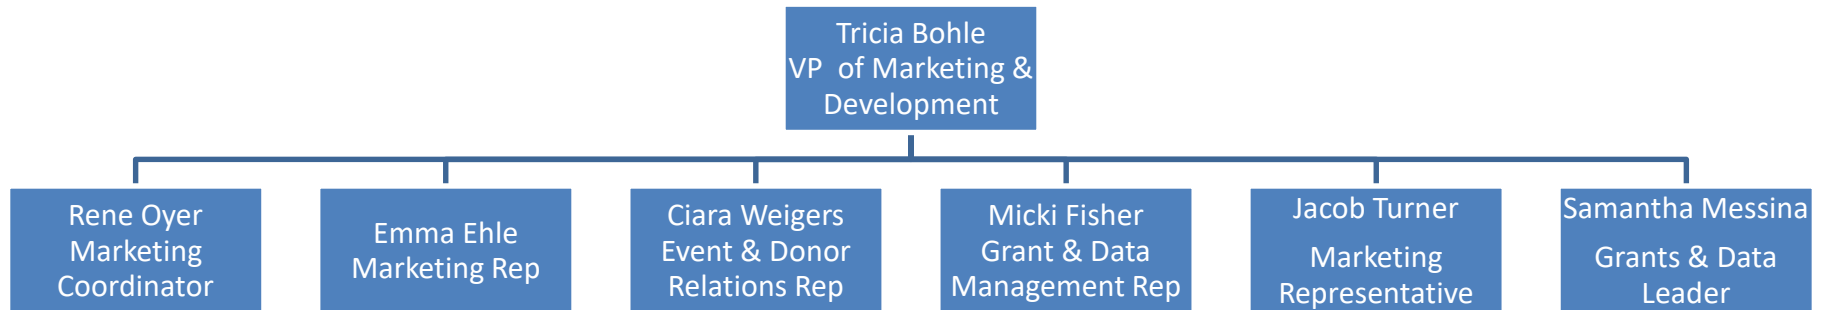 Tricia Bohle
VP of Marketing &
Development
Rene Oyer
Marketing
Coordinator
Emma Ehle
Marketing Rep
Ciara Weigers
Event & Donor
Relations Rep
Micki Fisher
Grant & Data
Management Rep
Jacob Turner
Marketing
Representative
Samantha Messina
Grants & Data
Leader